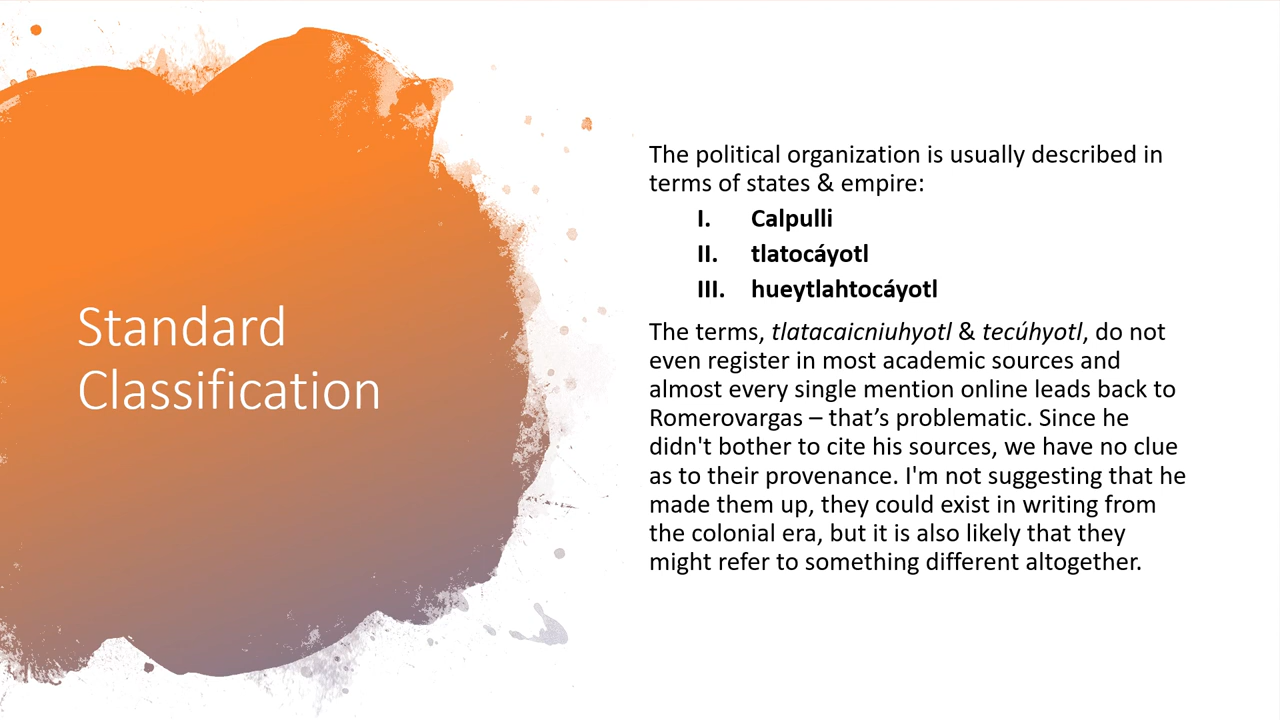 Standard
Classification
The political organization is usually described in
terms of states & empire:
I. Calpulli
II. tlatocáyotl
III. hueytlahtocáyotl
The terms, tlatacaicniuhyotl & tecúhyotl, do not
even register in most academic sources and
almost every single mention online leads back to
Romerovargas – that’s problematic. Since he
didn't bother to cite his sources, we have no clue
as to their provenance. I'm not suggesting that he
made them up, they could exist in writing from
the colonial era, but it is also likely that they
might refer to something different altogether.